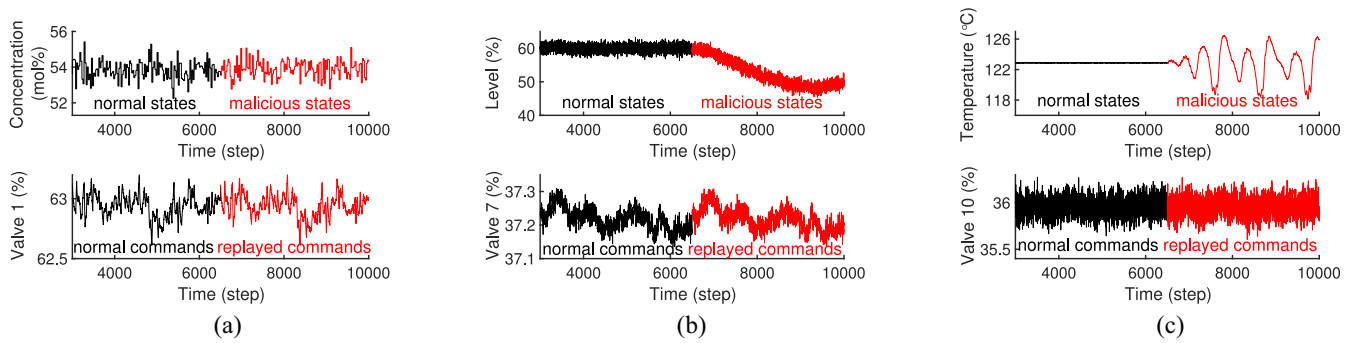 Concentration
(mol%)
56
54
52
normal states
malicious states
4000
6000
8000
10000
Time (step)
Valve 1 (%)
63
62.5
normal commands
replayed commands
4000
6000
8000
10000
Time (step)
(a)
Level (%)
60
50
40
normal states
malicious states
4000
6000
8000
10000
Time (step)
Valve 7 (%)
37.3
37.2
37.1
normal commands
replayed commands
4000
6000
8000
10000
Time (step)
(b)
Temperature (°C)
126
122
118
normal states
malicious states
4000
6000
8000
10000
Time (step)
Valve 10 (%)
36
35.5
normal commands
replayed commands
4000
6000
8000
10000
Time (step)
(c)